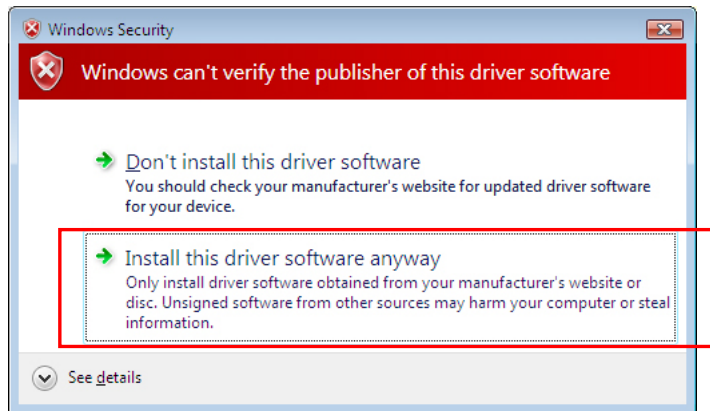 Windows Security
Windows can't verify the publisher of this driver software
Don't install this driver software
You should check your manufacturer's website for updated driver software
for your device.
Install this driver software anyway
Only install driver software obtained from your manufacturer's website or
disc. Unsigned software from other sources may harm your computer or steal
information.
See details